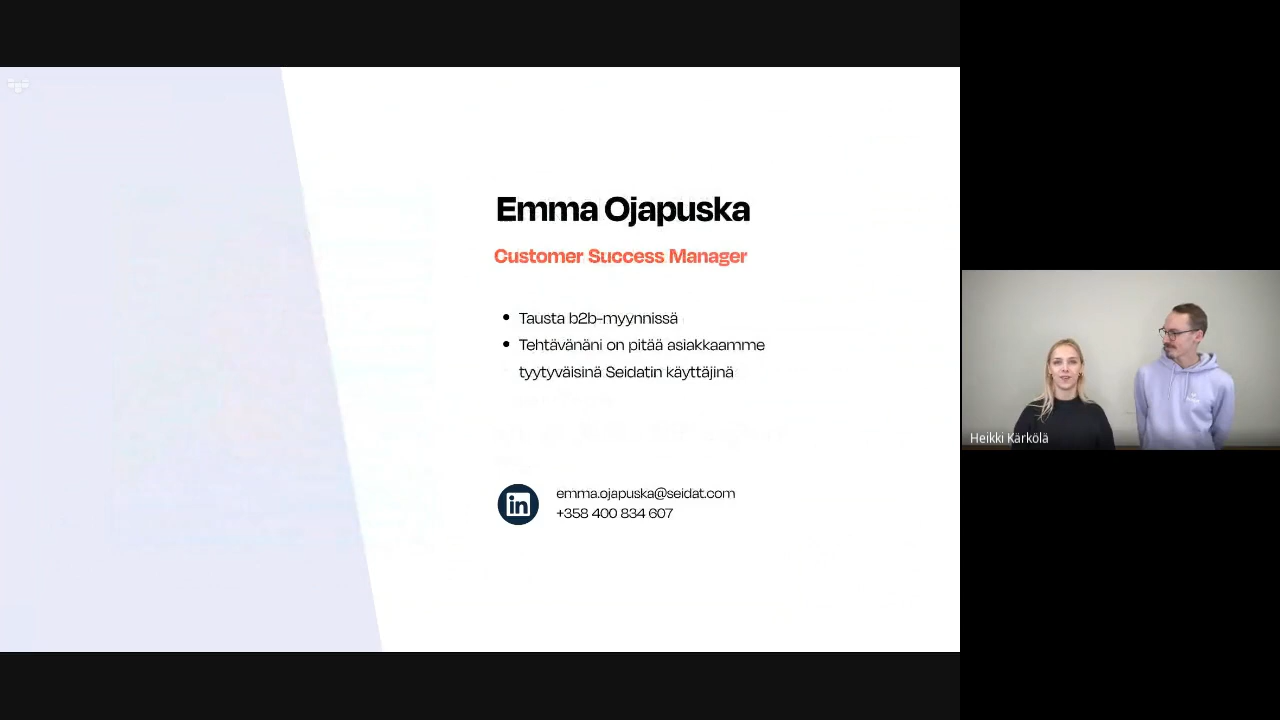 Emma Ojapuska
Customer Success Manager
Tausta b2b-myynnissä
Tehtävänäni on pitää asiakkaamme
tyytyväisinä Seidatin käyttäjinä
in
emma.ojapuska@seidat.com
+358 400 834 607
Heikki Kärkölä